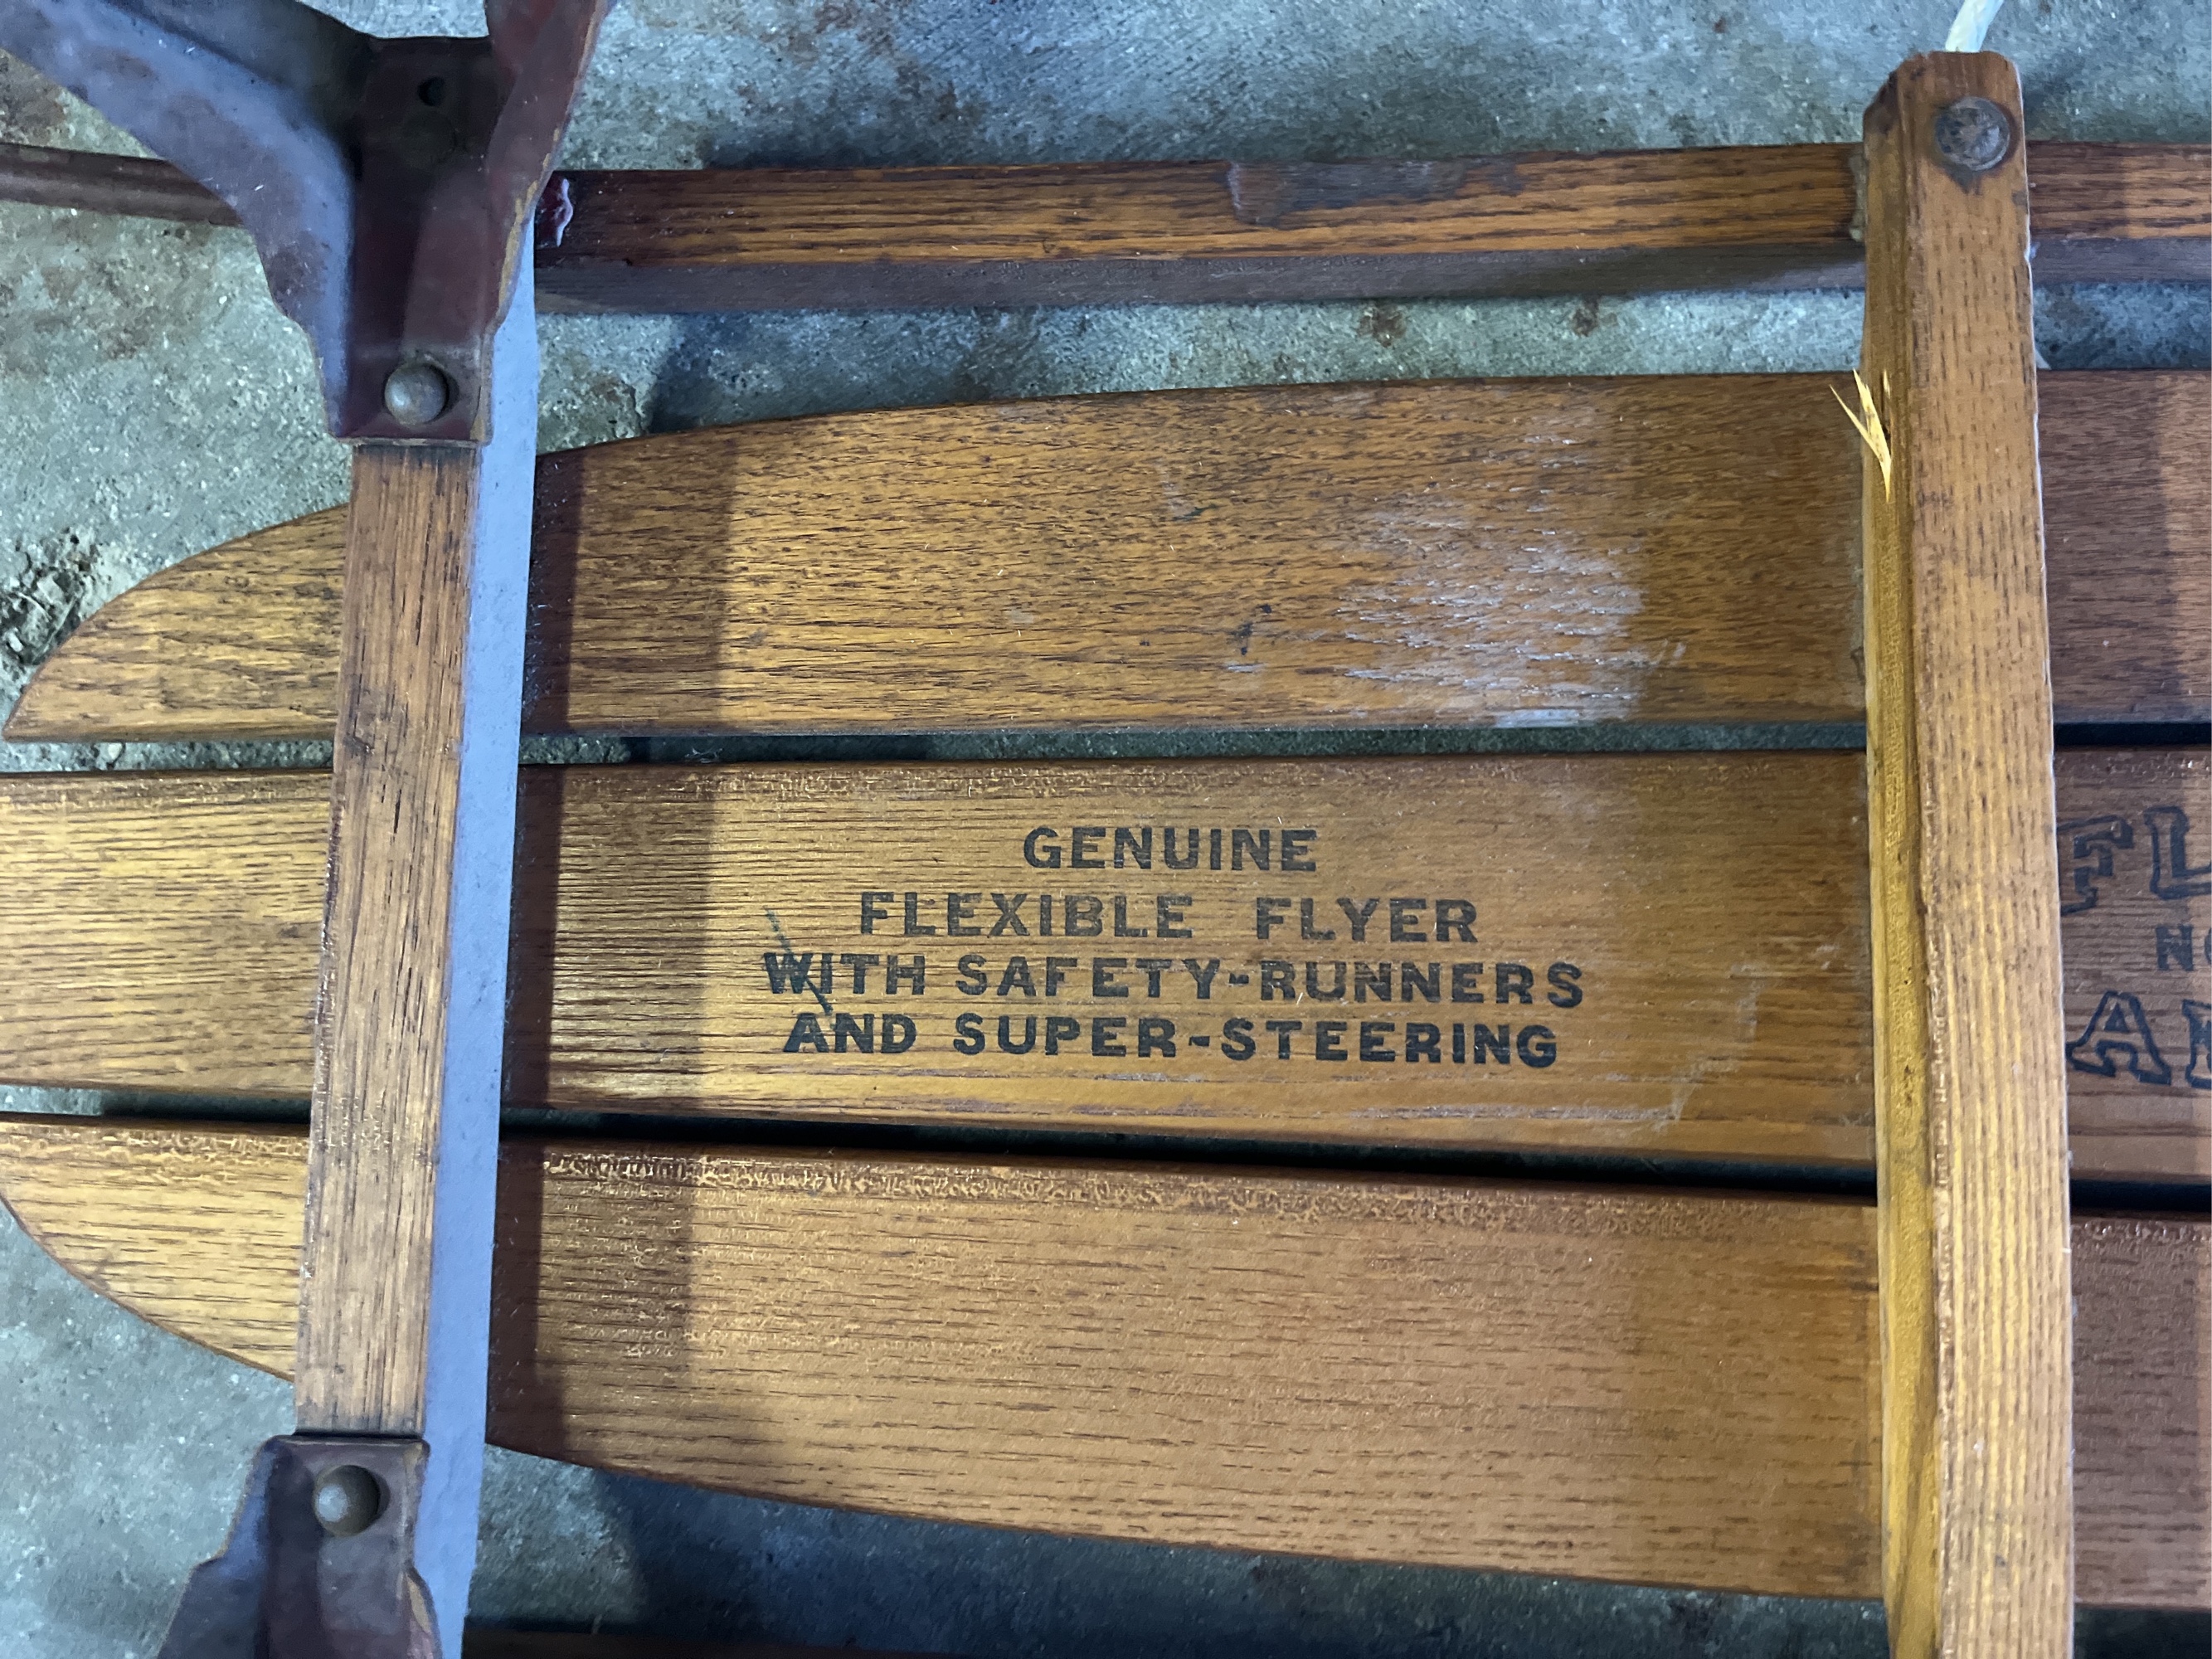 GENUINE
FLEXIBLE FLYER
WITH SAFETY-RUNNERS
AND SUPER-STEERING